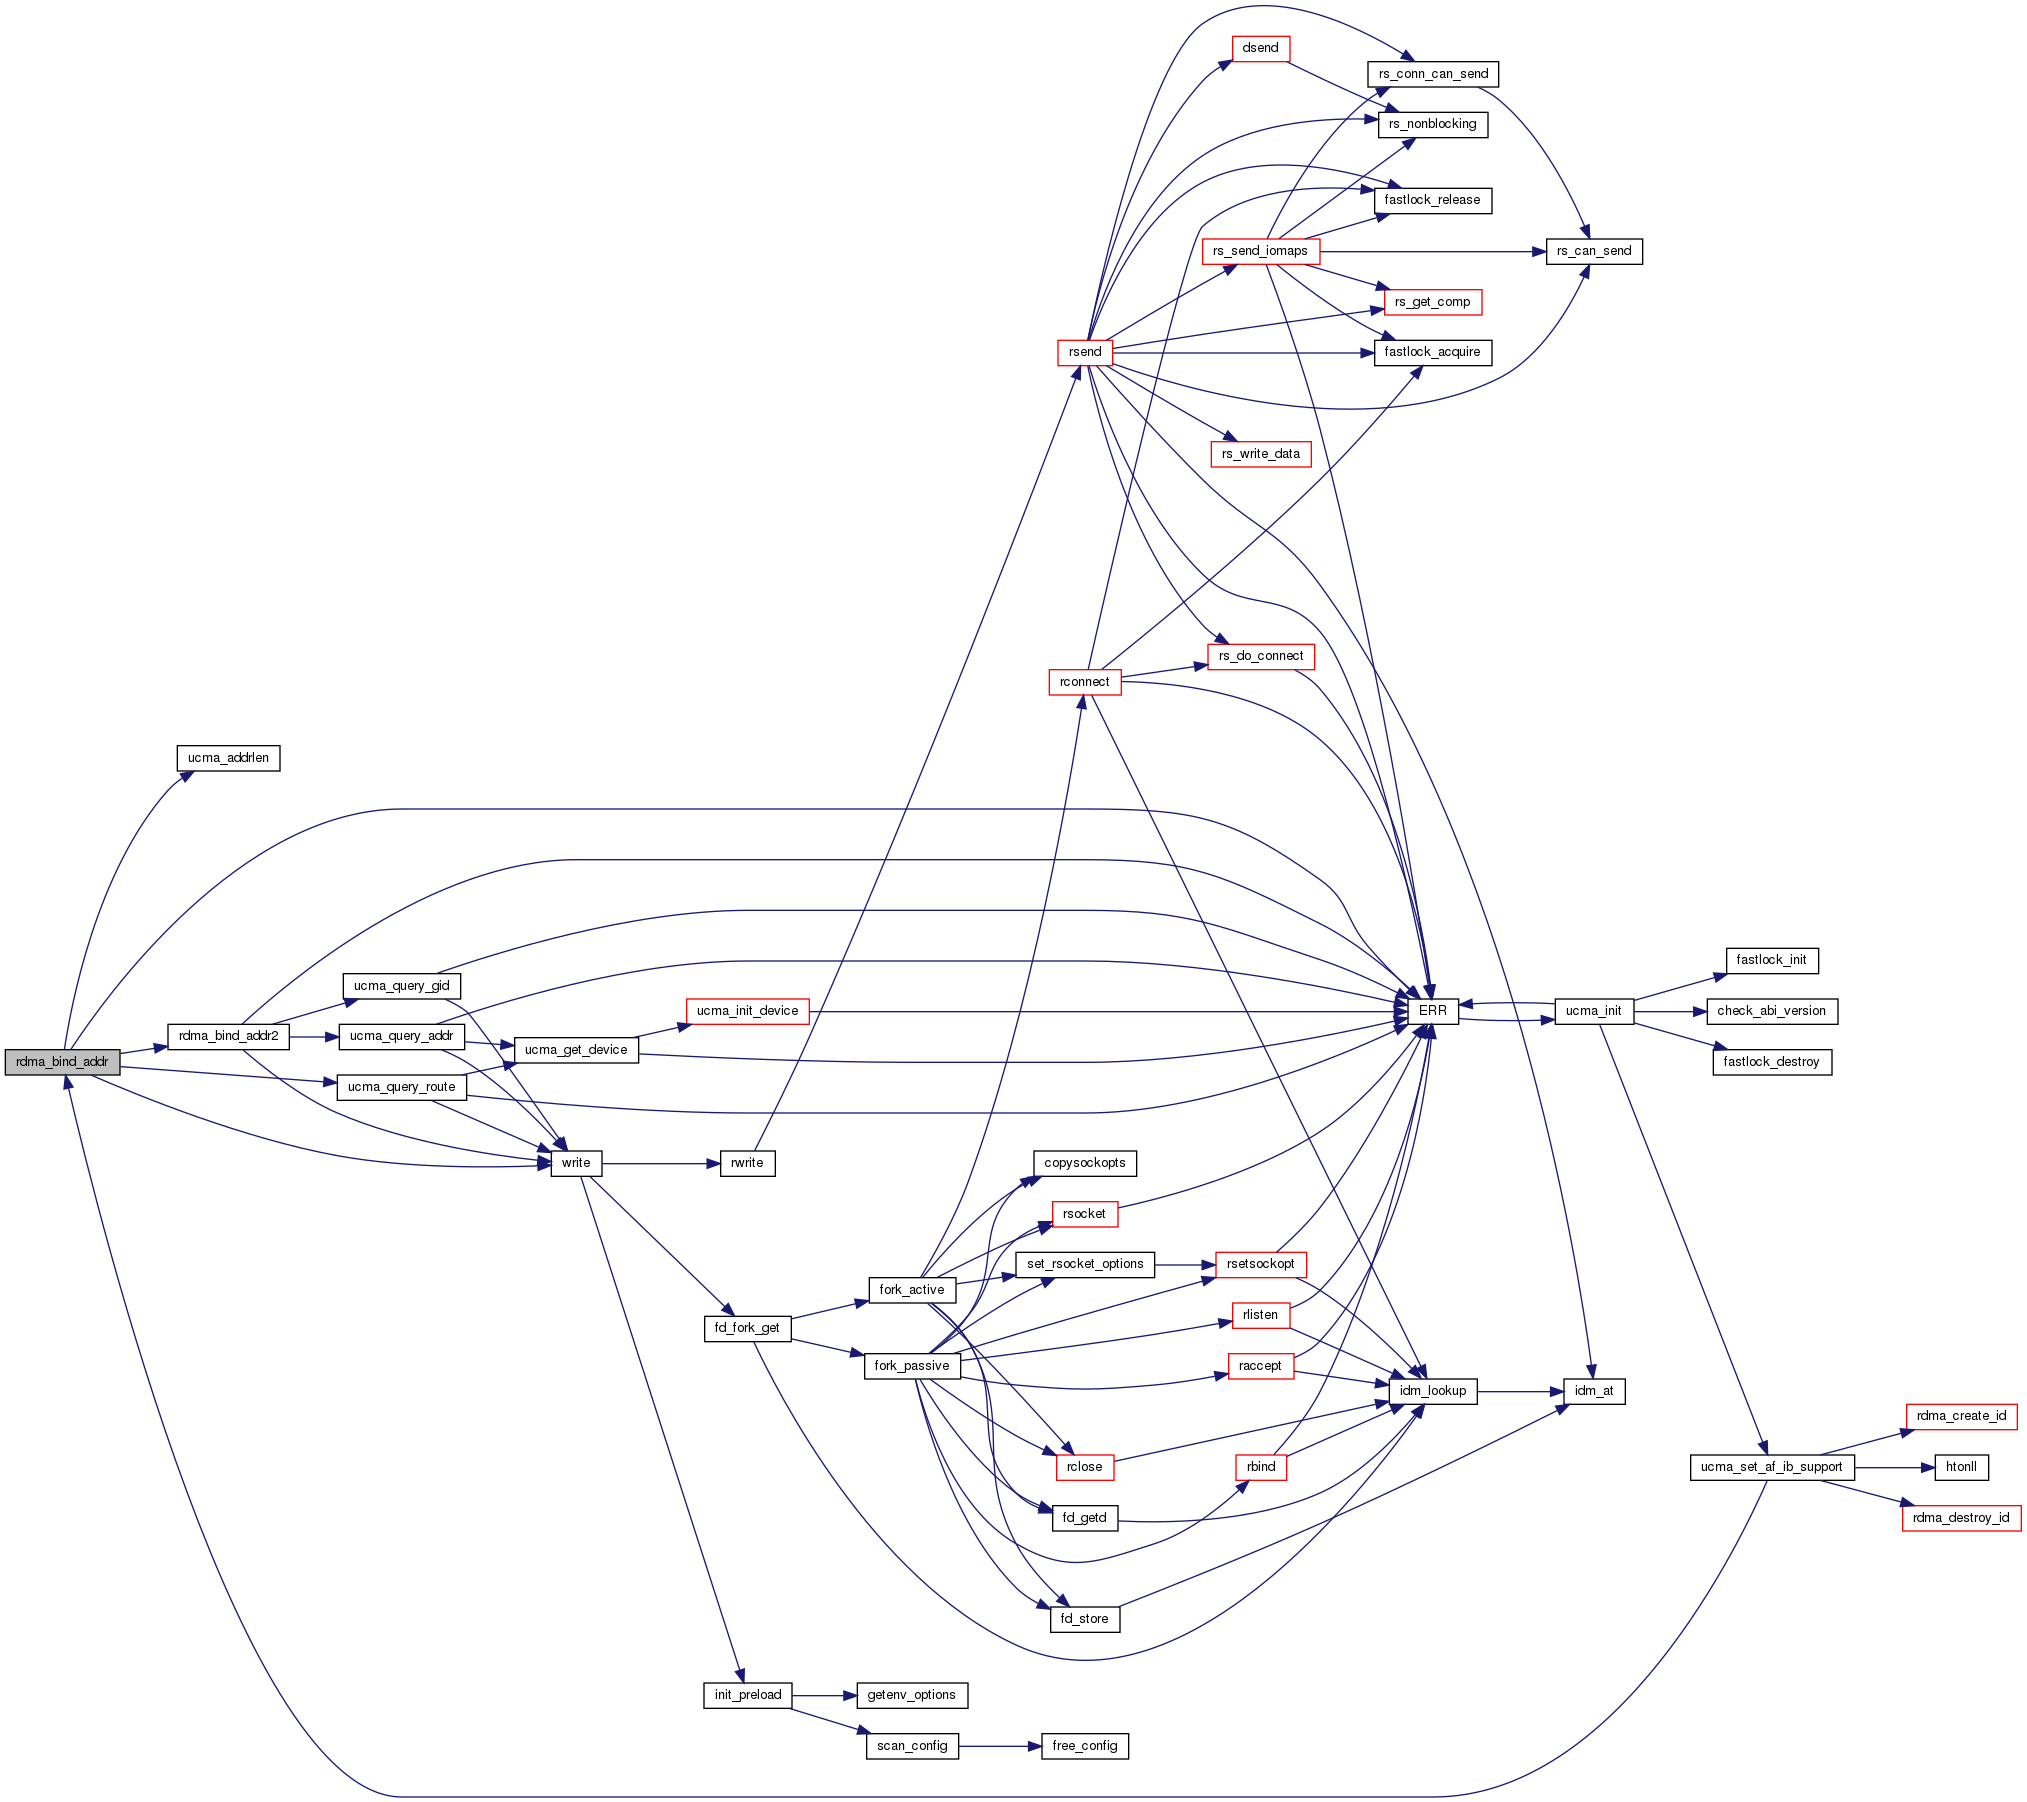 dsend
rs_conn_can_send
rs_nonblocking
fastlock_release
rs_send_iomaps
rs_can_send
rs_get_comp
rsend
fastlock_acquire
rs_write_data
rs_do_connect
rconnect
ucma_addrlen
fastlock_init
ucma_query_gid
ucma_init_device
ERR
ucma_init
check_abi_version
rdma_bind_addr2
ucma_query_addr
ucma_get_device
rdma_bind_addr
fastlock_destroy
ucma_query_route
write
rwrite
copysockopts
rsocket
set_rsocket_options
rsetsockopt
fork_active
rlisten
fd_fork_get
fork_passive
raccept
idm_lookup
idm_at
rdma_create_id
rclose
rbind
ucma_set_af_ib_support
htonll
fd_getd
rdma_destroy_id
fd_store
init_preload
getenv_options
scan_config
free_config